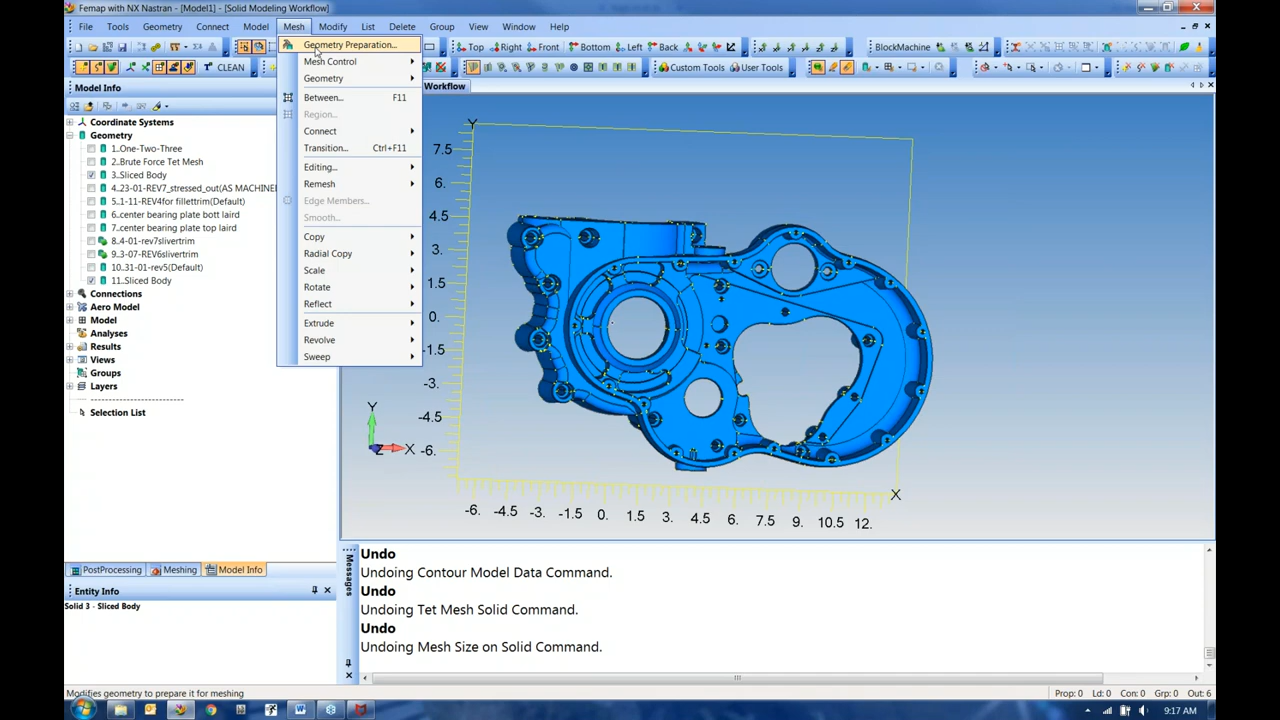 Femap with NX Nastran - [Model1] - [Solid Modeling Workflow]
File Tools Geometry Connect Model Mesh Modify List Delete Group View Window Help
Top Right Front Bottom Left Back BlockMachine
CLEAN Custom Tools User Tools
Model Info
Coordinate Systems
Geometry
1..One-Two-Three
2..Brute Force Tet Mesh
3..Sliced Body
4..23-01-REV7_stressed_out(AS MACHINE
5..1-11-REV4for fillettrim(Default)
6..center bearing plate bott laird
7..center bearing plate top laird
8..4-01-rev7slivertrim
9..3-07-REV6slivertrim
10..31-01-rev5(Default)
11..Sliced Body
Connections
Aero Model
Model
Analyses
Results
Views
Groups
Layers
Selection List
Geometry Preparation...
Mesh Control
Geometry
Between... F11
Region...
Connect
Transition... Ctrl+F11
Editing...
Remesh
Edge Members...
Smooth...
Copy
Radial Copy
Scale
Rotate
Reflect
Extrude
Revolve
Sweep
Workflow
Y
7.5
6.
4.5
3.
1.5
0.
-1.5
-3.
-4.5
-6.
Y
X
Z
X
-6. -4.5 -3. -1.5 0. 1.5 3. 4.5 6. 7.5 9. 10.5 12.
PostProcessing Meshing Model Info
Entity Info
Solid 3 - Sliced Body
Messages
Undo
Undoing Contour Model Data Command.
Undo
Undoing Tet Mesh Solid Command.
Undo
Undoing Mesh Size on Solid Command.
Modifies geometry to prepare it for meshing
Prop: 0 Ld: 0 Con: 0 Grp: 0 Out: 6
9:17 AM